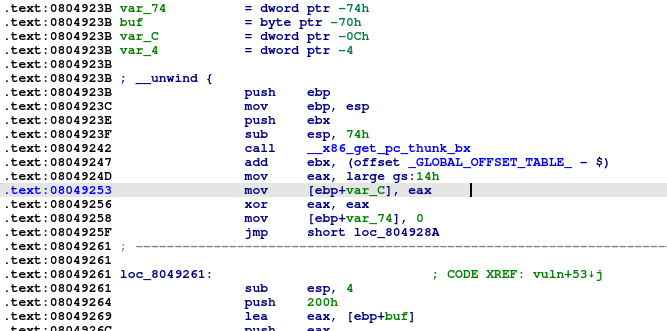 .text:0804923B var_74 = dword ptr -74h
.text:0804923B buf = byte ptr -70h
.text:0804923B var_C = dword ptr -0Ch
.text:0804923B var_4 = dword ptr -4
.text:0804923B
.text:0804923B ; __unwind {
.text:0804923B push ebp
.text:0804923C mov ebp, esp
.text:0804923E push ebx
.text:0804923F sub esp, 74h
.text:08049242 call __x86_get_pc_thunk_bx
.text:08049247 add ebx, (offset _GLOBAL_OFFSET_TABLE_ - $)
.text:0804924D mov eax, large gs:14h
.text:08049253 mov [ebp+var_C], eax
.text:08049256 xor eax, eax
.text:08049258 mov [ebp+var_74], 0
.text:0804925F jmp short loc_804928A
.text:08049261 ; ---------------------------------------------------------------------------
.text:08049261
.text:08049261 loc_8049261: ; CODE XREF: vuln+53↓j
.text:08049261 sub esp, 4
.text:08049264 push 200h
.text:08049269 lea eax, [ebp+buf]
.text:0804926C push eax